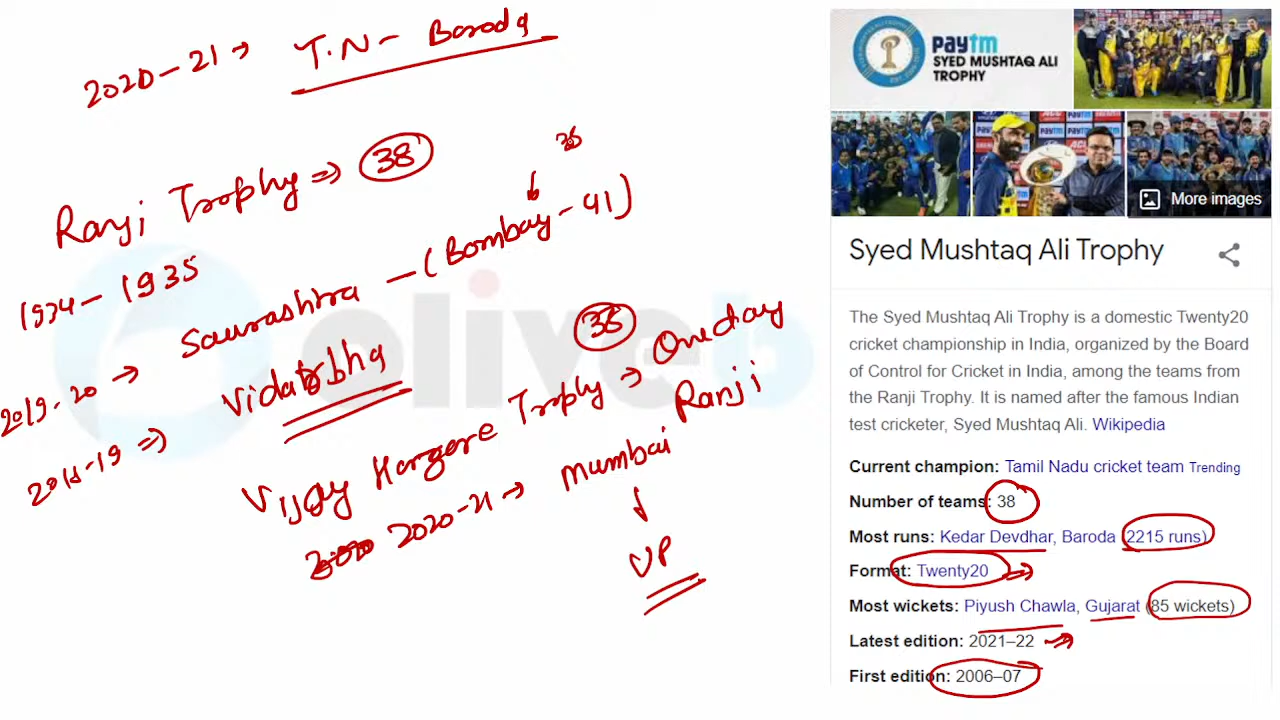 2020-21 → T.N - Baroda
Ranji Trophy ⇒ 38
1934 - 1935
36
Saurashtra - (Bombay - 41)
2019-20 → Vidarbha
2018-19 ⇒
Vijay Hazare Trophy → One day
38
Ranji
2020-21 → Mumbai
↓
UP
oliveb
paytm
SYED MUSHTAQ ALI
TROPHY
PAYTM
More images
Syed Mushtaq Ali Trophy
The Syed Mushtaq Ali Trophy is a domestic Twenty20
cricket championship in India, organized by the Board
of Control for Cricket in India, among the teams from
the Ranji Trophy. It is named after the famous Indian
test cricketer, Syed Mushtaq Ali. Wikipedia
Current champion: Tamil Nadu cricket team Trending
Number of teams: 38
Most runs: Kedar Devdhar, Baroda (2215 runs)
Format: Twenty20 →
Most wickets: Piyush Chawla, Gujarat (85 wickets)
Latest edition: 2021–22 →
First edition: 2006–07